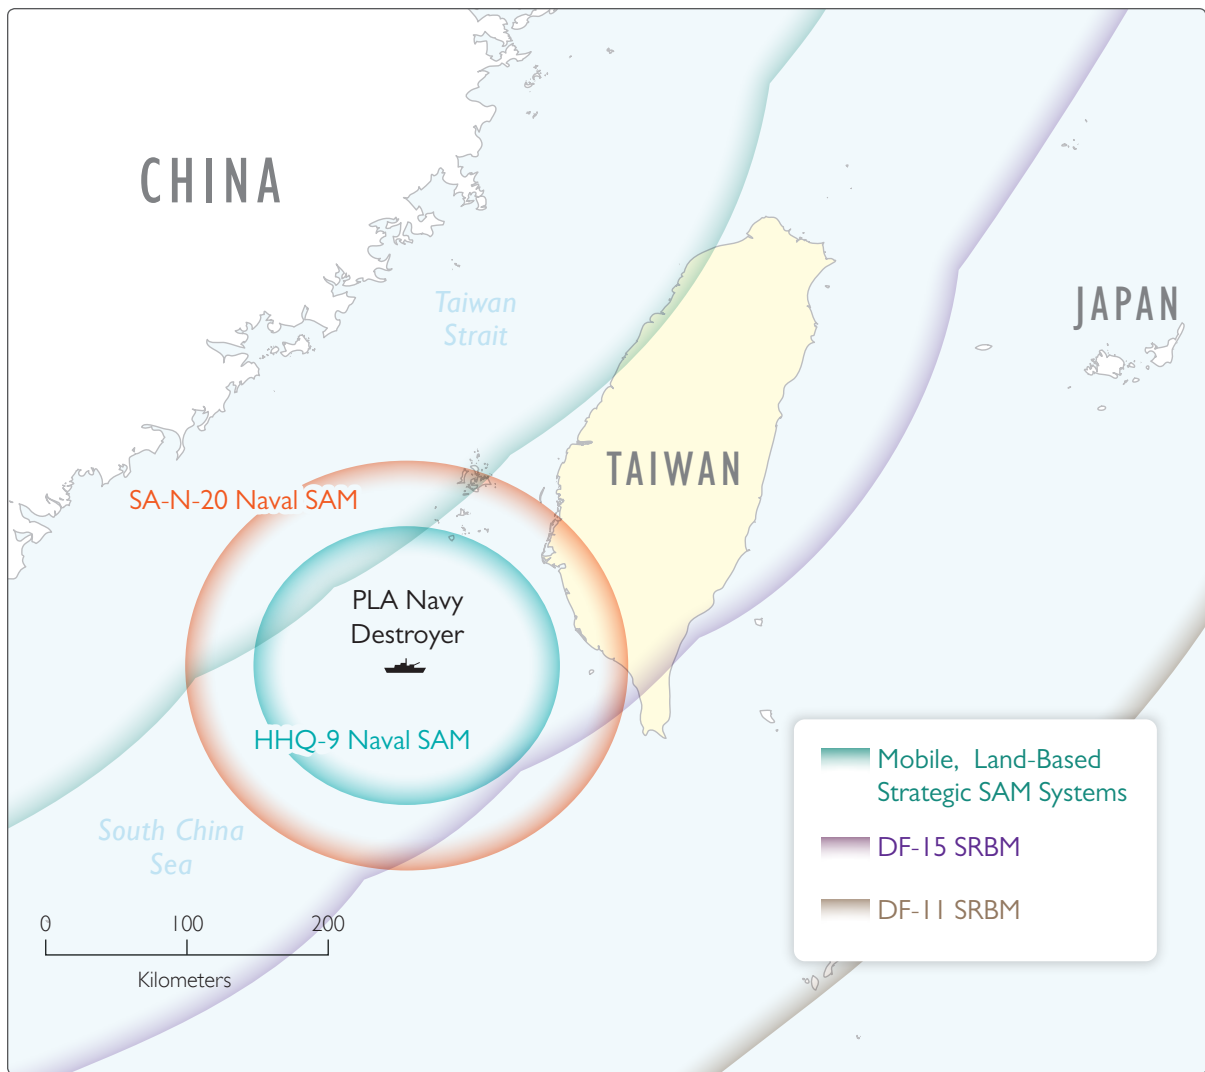 CHINA
Taiwan
Strait
JAPAN
TAIWAN
SA-N-20 Naval SAM
PLA Navy
Destroyer
HHQ-9 Naval SAM
South China
Sea
0 100 200
Kilometers
Mobile, Land-Based
Strategic SAM Systems
DF-15 SRBM
DF-11 SRBM